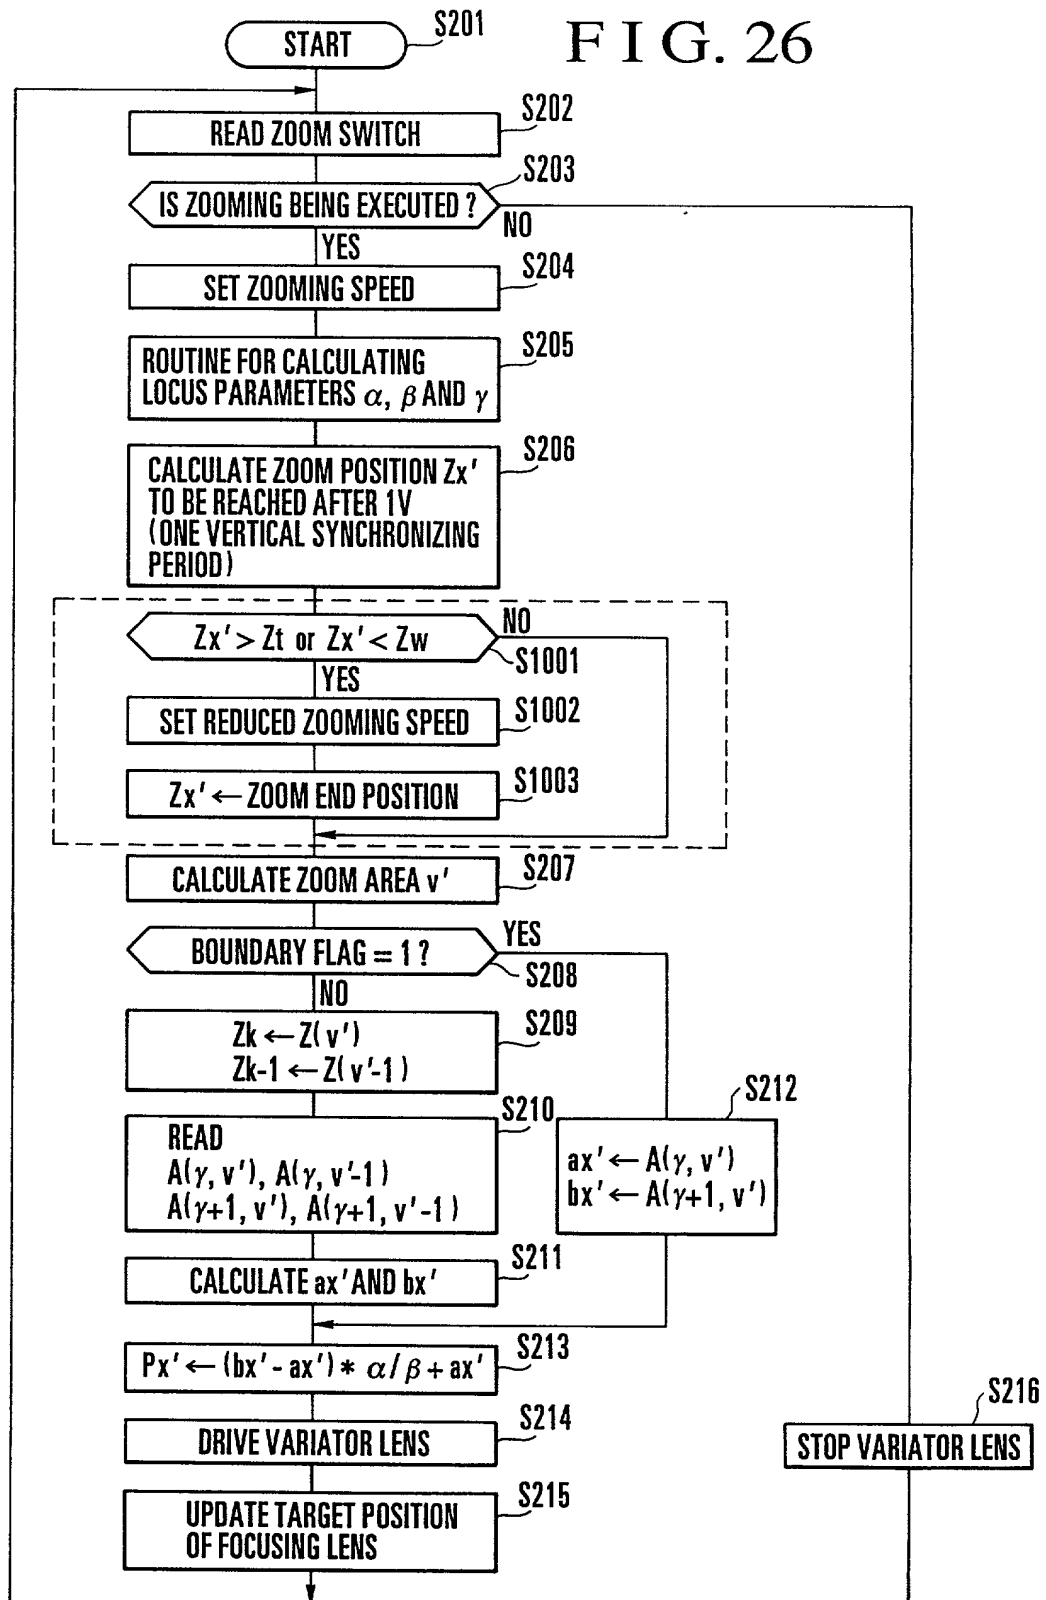 FIG. 26
START
S201
READ ZOOM SWITCH
S202
IS ZOOMING BEING EXECUTED ?
S203
NO
YES
SET ZOOMING SPEED
S204
ROUTINE FOR CALCULATING
LOCUS PARAMETERS α, β AND γ
S205
CALCULATE ZOOM POSITION Zx'
TO BE REACHED AFTER 1V
(ONE VERTICAL SYNCHRONIZING
PERIOD)
S206
Zx' > Zt or Zx' < Zw
NO
S1001
YES
SET REDUCED ZOOMING SPEED
S1002
Zx' ← ZOOM END POSITION
S1003
CALCULATE ZOOM AREA v'
S207
BOUNDARY FLAG = 1 ?
YES
S208
NO
Zk ← Z(v')
Zk-1 ← Z(v'-1)
S209
READ
A(γ, v'), A(γ, v'-1)
A(γ+1, v'), A(γ+1, v'-1)
S210
ax' ← A(γ, v')
bx' ← A(γ+1, v')
S212
CALCULATE ax' AND bx'
S211
Px' ← (bx' - ax') * α/β + ax'
S213
DRIVE VARIATOR LENS
S214
STOP VARIATOR LENS
S216
UPDATE TARGET POSITION
OF FOCUSING LENS
S215